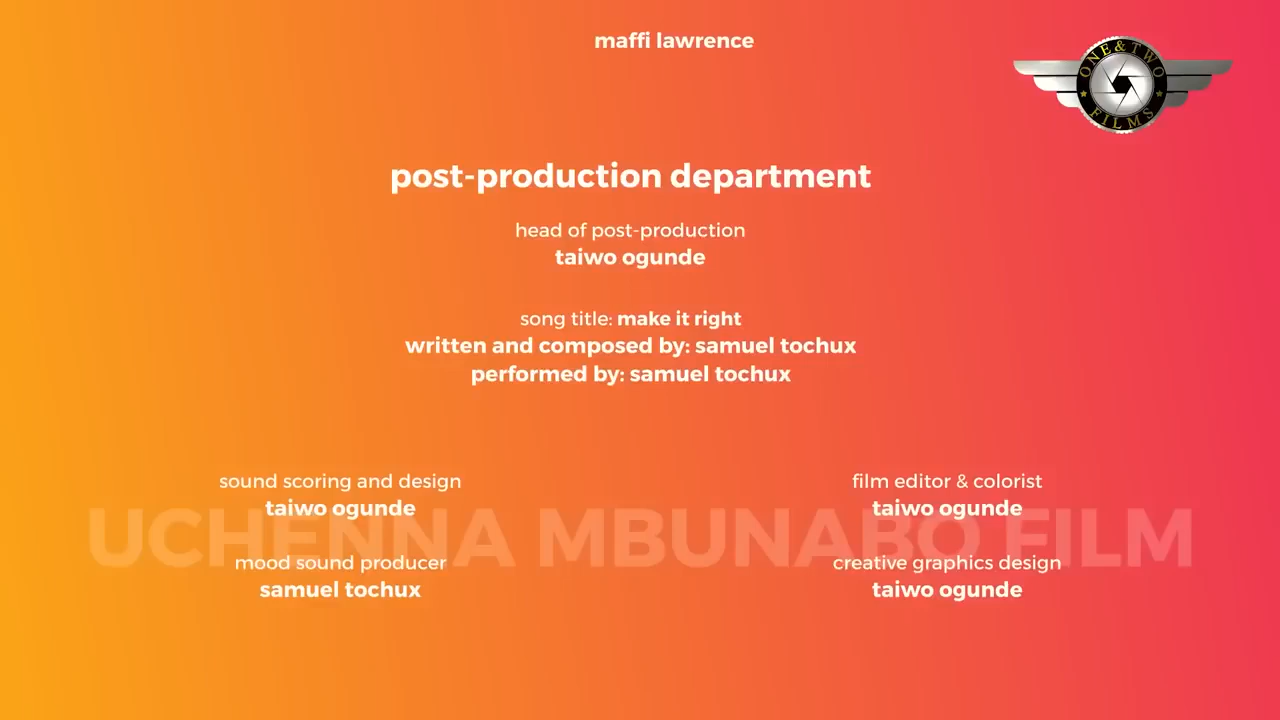 maffi lawrence
ONE & TWO
FILMS
post-production department
head of post-production
taiwo ogunde
song title: make it right
written and composed by: samuel tochux
performed by: samuel tochux
sound scoring and design
taiwo ogunde
film editor & colorist
taiwo ogunde
UCHENNA MBUNABO FILM
mood sound producer
samuel tochux
creative graphics design
taiwo ogunde